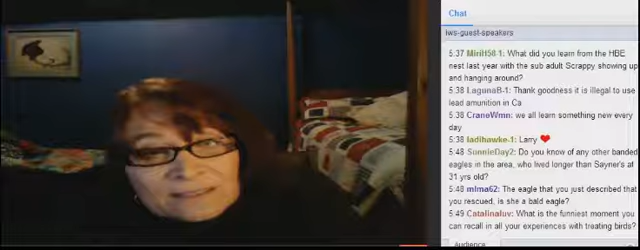 Chat
iws-guest-speakers
5:37 Mirift58-1: What did you learn from the HBE
nest last year with the sub adult Scrappy showing up
and hanging around?
5:38 LagunaB-1: Thank goodness it is illegal to use
lead amunition in Ca
5:38 CraneWmn: we all learn something new every
day
5:38 ladihawke-1: Larry ❤
5:48 SunnieDay2: Do you know of any other banded
eagles in the area, who lived longer than Sayner's at
31 yrs old?
5:48 mlma62: The eagle that you just described that
you rescued, is she a bald eagle?
5:49 Catalinaluv: What is the funniest moment you
can recall in all your experiences with treating birds?
Audience